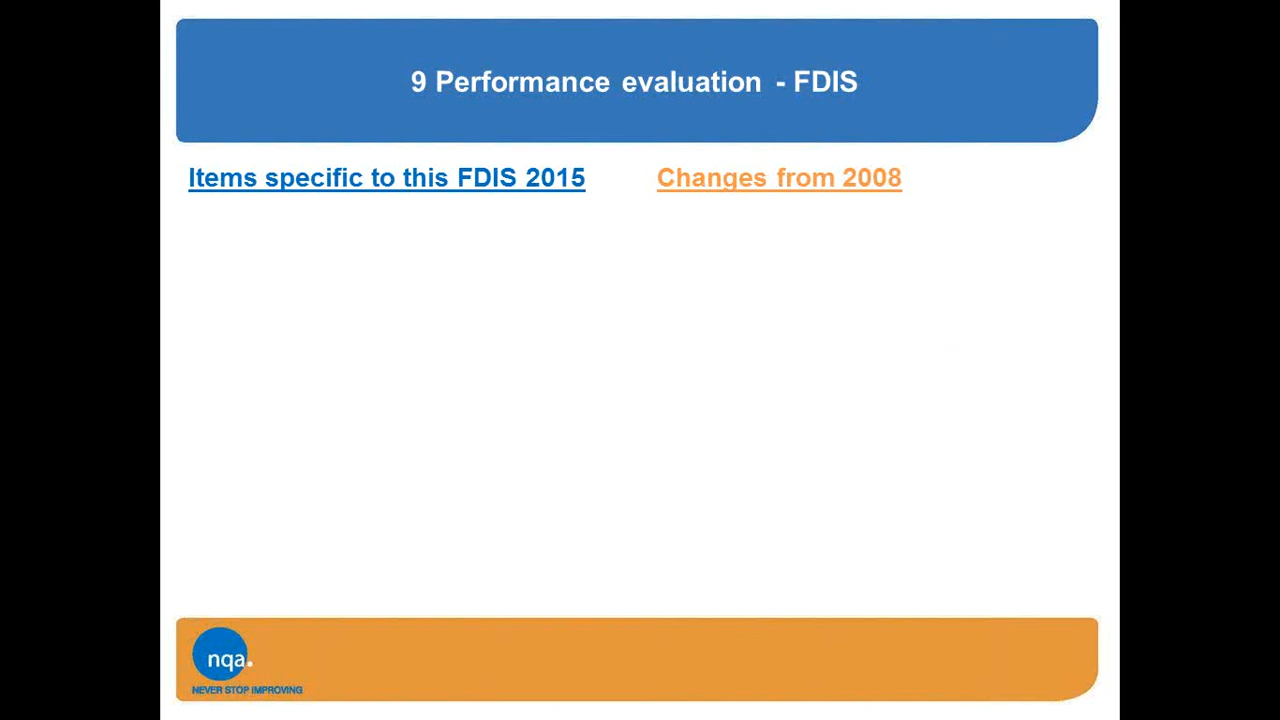 9 Performance evaluation - FDIS
Items specific to this FDIS 2015
Changes from 2008
nqa.
NEVER STOP IMPROVING